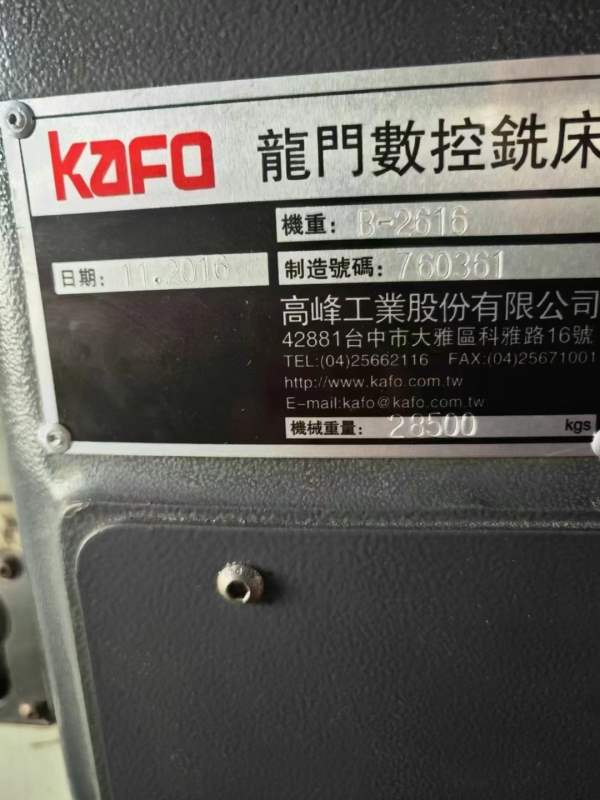 KAFO 龍門數控銑床
機重: B-2616
日期: 11.2016 制造號碼: 760361
高峰工業股份有限公司
42881台中市大雅區科雅路16號
TEL:(04)25662116 FAX:(04)25671001
http://www.kafo.com.tw
E-mail:kafo@kafo.com.tw
機械重量: 28500 kgs